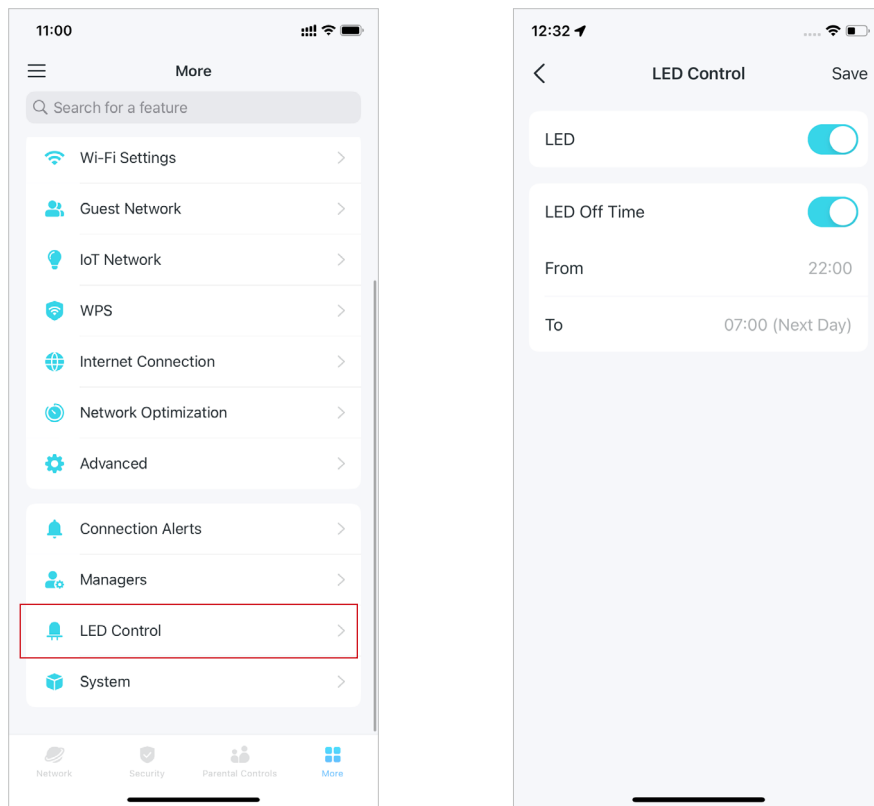 11:00
More
Search for a feature
Wi-Fi Settings
Guest Network
IoT Network
WPS
Internet Connection
Network Optimization
Advanced
Connection Alerts
Managers
LED Control
System
Network
Security
Parental Controls
More
12:32
LED Control
Save
LED
LED Off Time
From
22:00
To
07:00 (Next Day)